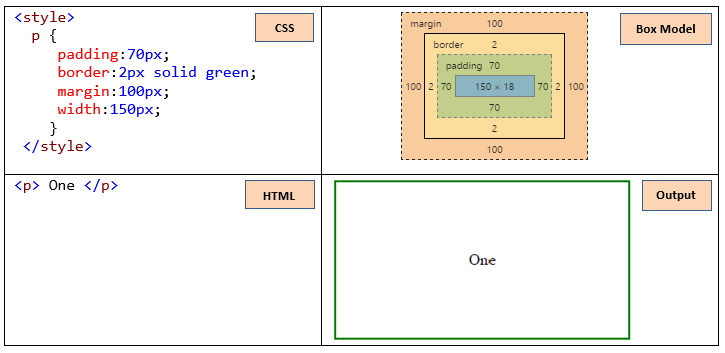 <style>
p {
padding:70px;
border:2px solid green;
margin:100px;
width:150px;
}
</style>
CSS
margin 100
border 2
padding 70
100 2 70 150 × 18 70 2 100
70
2
100
Box Model
<p> One </p>
HTML
One
Output